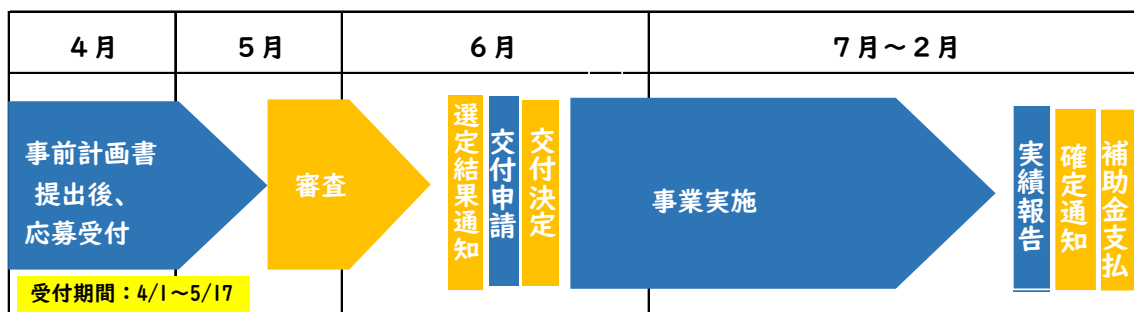 4月
5月
6月
7月～2月
事前計画書
提出後、
応募受付
審査
選定結果通知
交付申請
交付決定
事業実施
実績報告
確定通知
補助金支払
受付期間：4/1～5/17